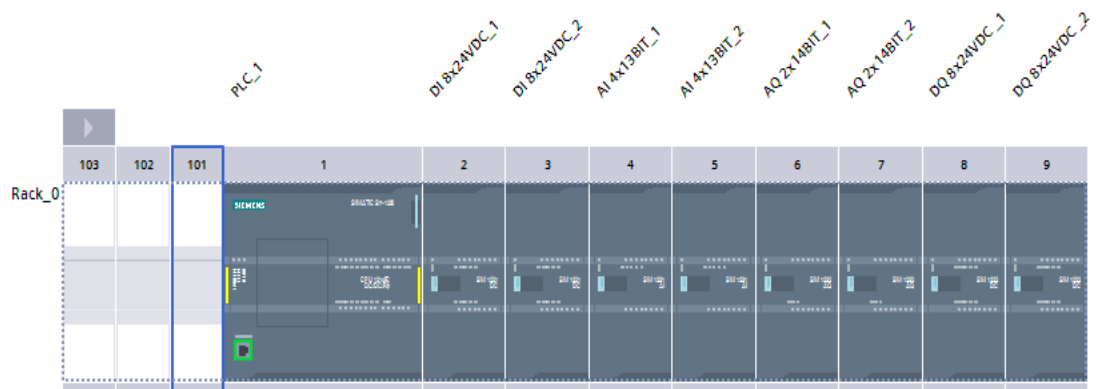 PLC_1
DI 8x24VDC_1
DI 8x24VDC_2
AI 4x13BIT_1
AI 4x13BIT_2
AQ 2x14BIT_1
AQ 2x14BIT_2
DQ 8x24VDC_1
DQ 8x24VDC_2
103 102 101 1 2 3 4 5 6 7 8 9
Rack_0
SIEMENS